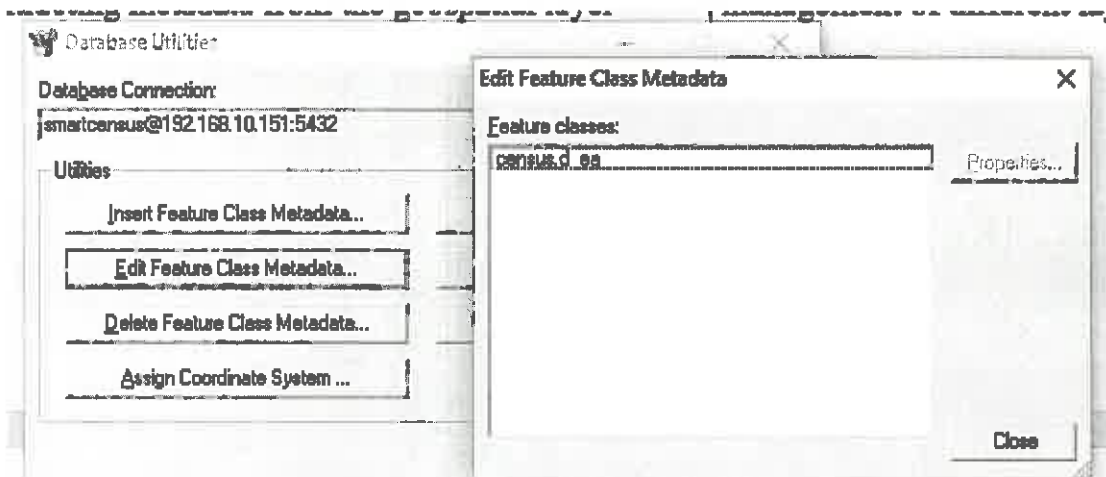 Database Utilities
Database Connection:
smartcensus@192.168.10.151:5432
Utilities
Insert Feature Class Metadata...
Edit Feature Class Metadata...
Delete Feature Class Metadata...
Assign Coordinate System ...
Edit Feature Class Metadata
Feature classes:
census.d_ea
Properties...
Close